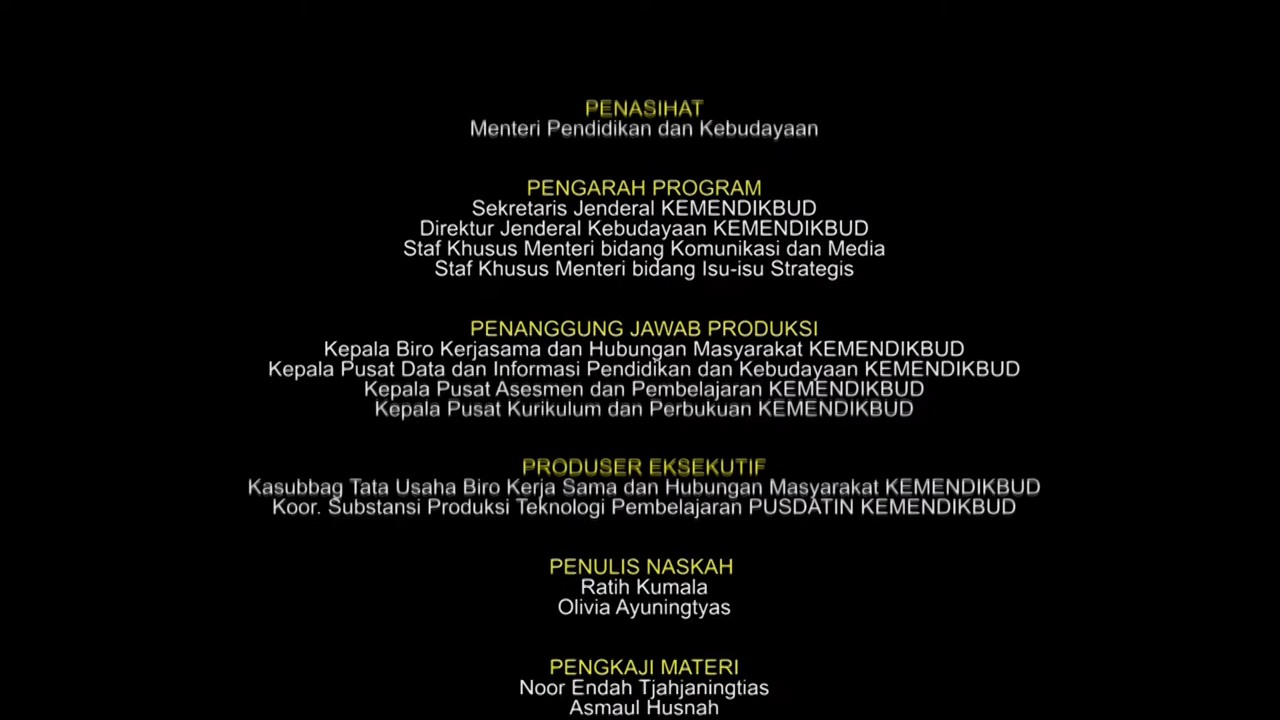 PENASIHAT
Menteri Pendidikan dan Kebudayaan
PENGARAH PROGRAM
Sekretaris Jenderal KEMENDIKBUD
Direktur Jenderal Kebudayaan KEMENDIKBUD
Staf Khusus Menteri bidang Komunikasi dan Media
Staf Khusus Menteri bidang Isu-isu Strategis
PENANGGUNG JAWAB PRODUKSI
Kepala Biro Kerjasama dan Hubungan Masyarakat KEMENDIKBUD
Kepala Pusat Data dan Informasi Pendidikan dan Kebudayaan KEMENDIKBUD
Kepala Pusat Asesmen dan Pembelajaran KEMENDIKBUD
Kepala Pusat Kurikulum dan Perbukuan KEMENDIKBUD
PRODUSER EKSEKUTIF
Kasubbag Tata Usaha Biro Kerja Sama dan Hubungan Masyarakat KEMENDIKBUD
Koor. Substansi Produksi Teknologi Pembelajaran PUSDATIN KEMENDIKBUD
PENULIS NASKAH
Ratih Kumala
Olivia Ayuningtyas
PENGKAJI MATERI
Noor Endah Tjahjaningtias
Asmaul Husnah